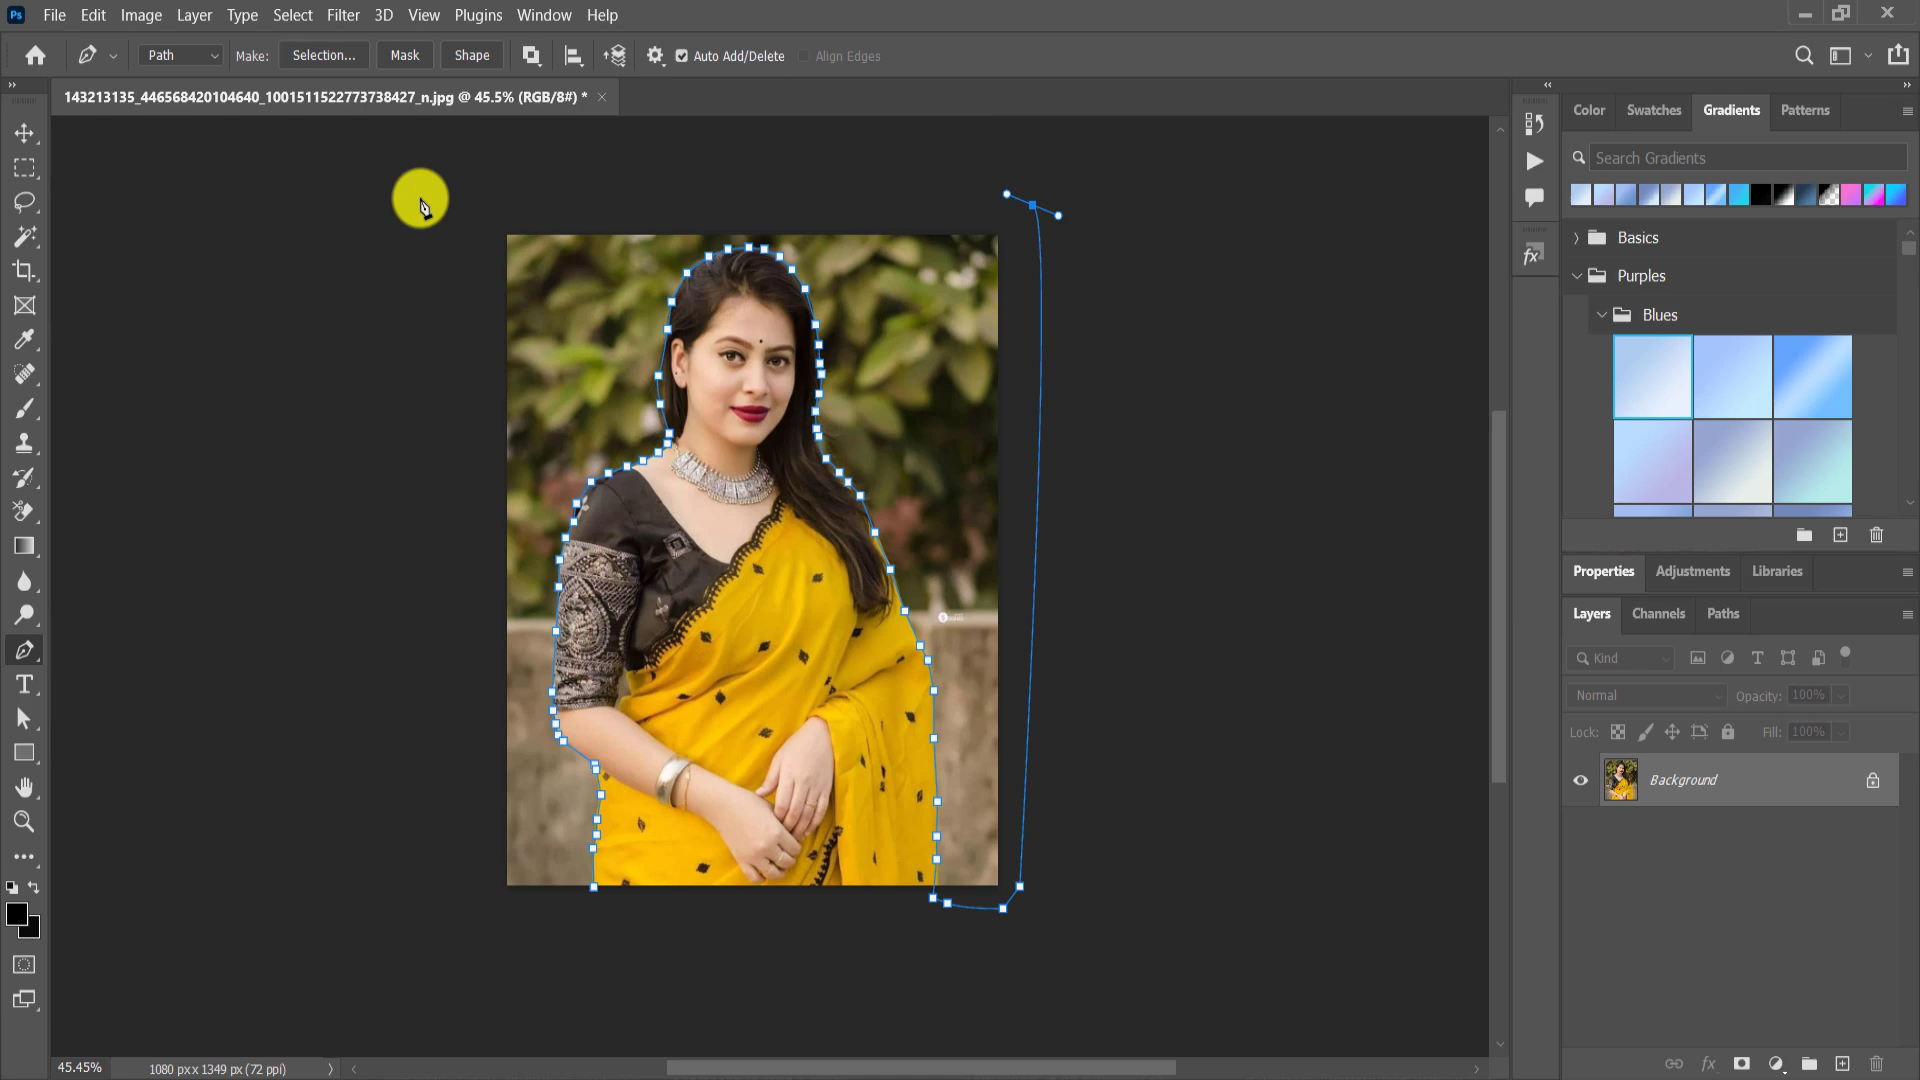 Ps File Edit Image Layer Type Select Filter 3D View Plugins Window Help
Path Make: Selection... Mask Shape Auto Add/Delete Align Edges
143213135_446568420104640_1001511522773738427_n.jpg @ 45.5% (RGB/8#) *
Color Swatches Gradients Patterns
Search Gradients
Basics
Purples
Blues
Properties Adjustments Libraries
Layers Channels Paths
Kind
Normal Opacity: 100%
Lock: Fill: 100%
Background
fx
T
45.45% 1080 px x 1349 px (72 ppi)
fx